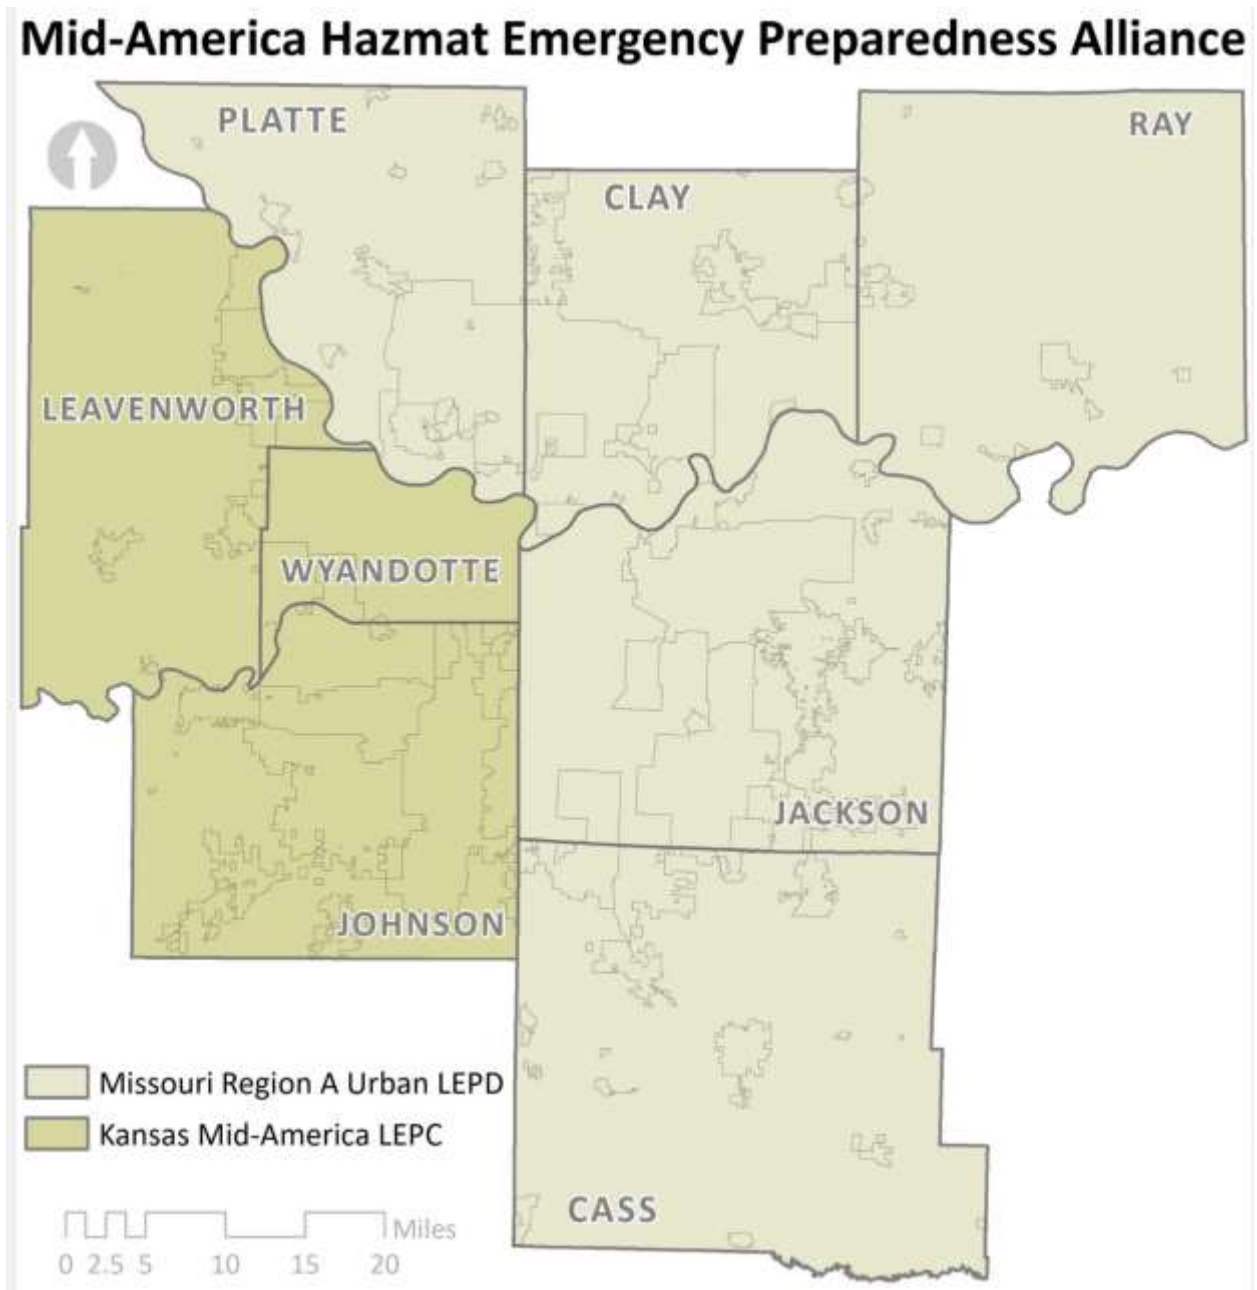 Mid-America Hazmat Emergency Preparedness Alliance
PLATTE
RAY
CLAY
LEAVENWORTH
WYANDOTTE
JACKSON
JOHNSON
Missouri Region A Urban LEPD
Kansas Mid-America LEPC
CASS
Miles
0 2.5 5 10 15 20